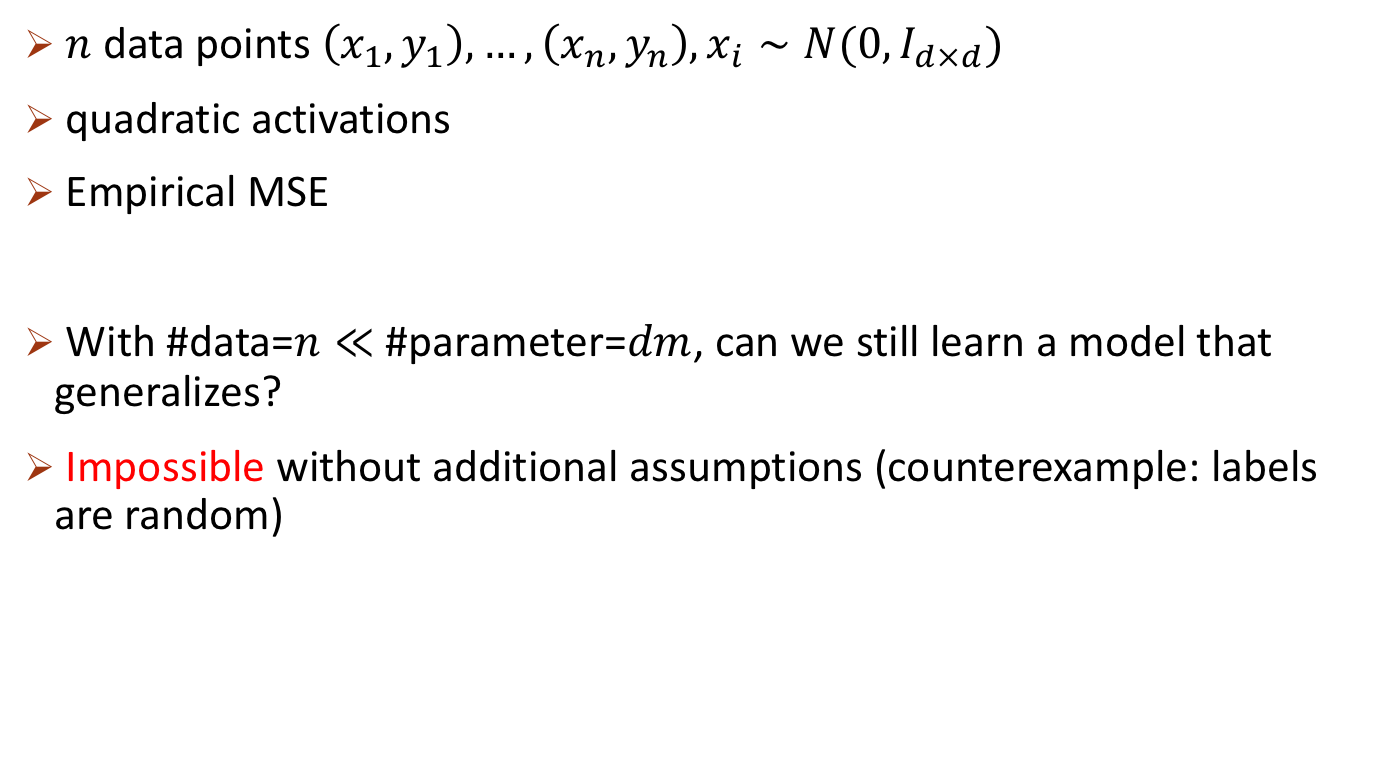 ➢ 𝑛 data points (𝑥₁, 𝑦₁), … , (𝑥ₙ, 𝑦ₙ), 𝑥ᵢ ∼ 𝑁(0, 𝐼_{𝑑×𝑑})
➢ quadratic activations
➢ Empirical MSE
➢ With #data=𝑛 ≪ #parameter=𝑑𝑚, can we still learn a model that
generalizes?
➢ Impossible without additional assumptions (counterexample: labels
are random)